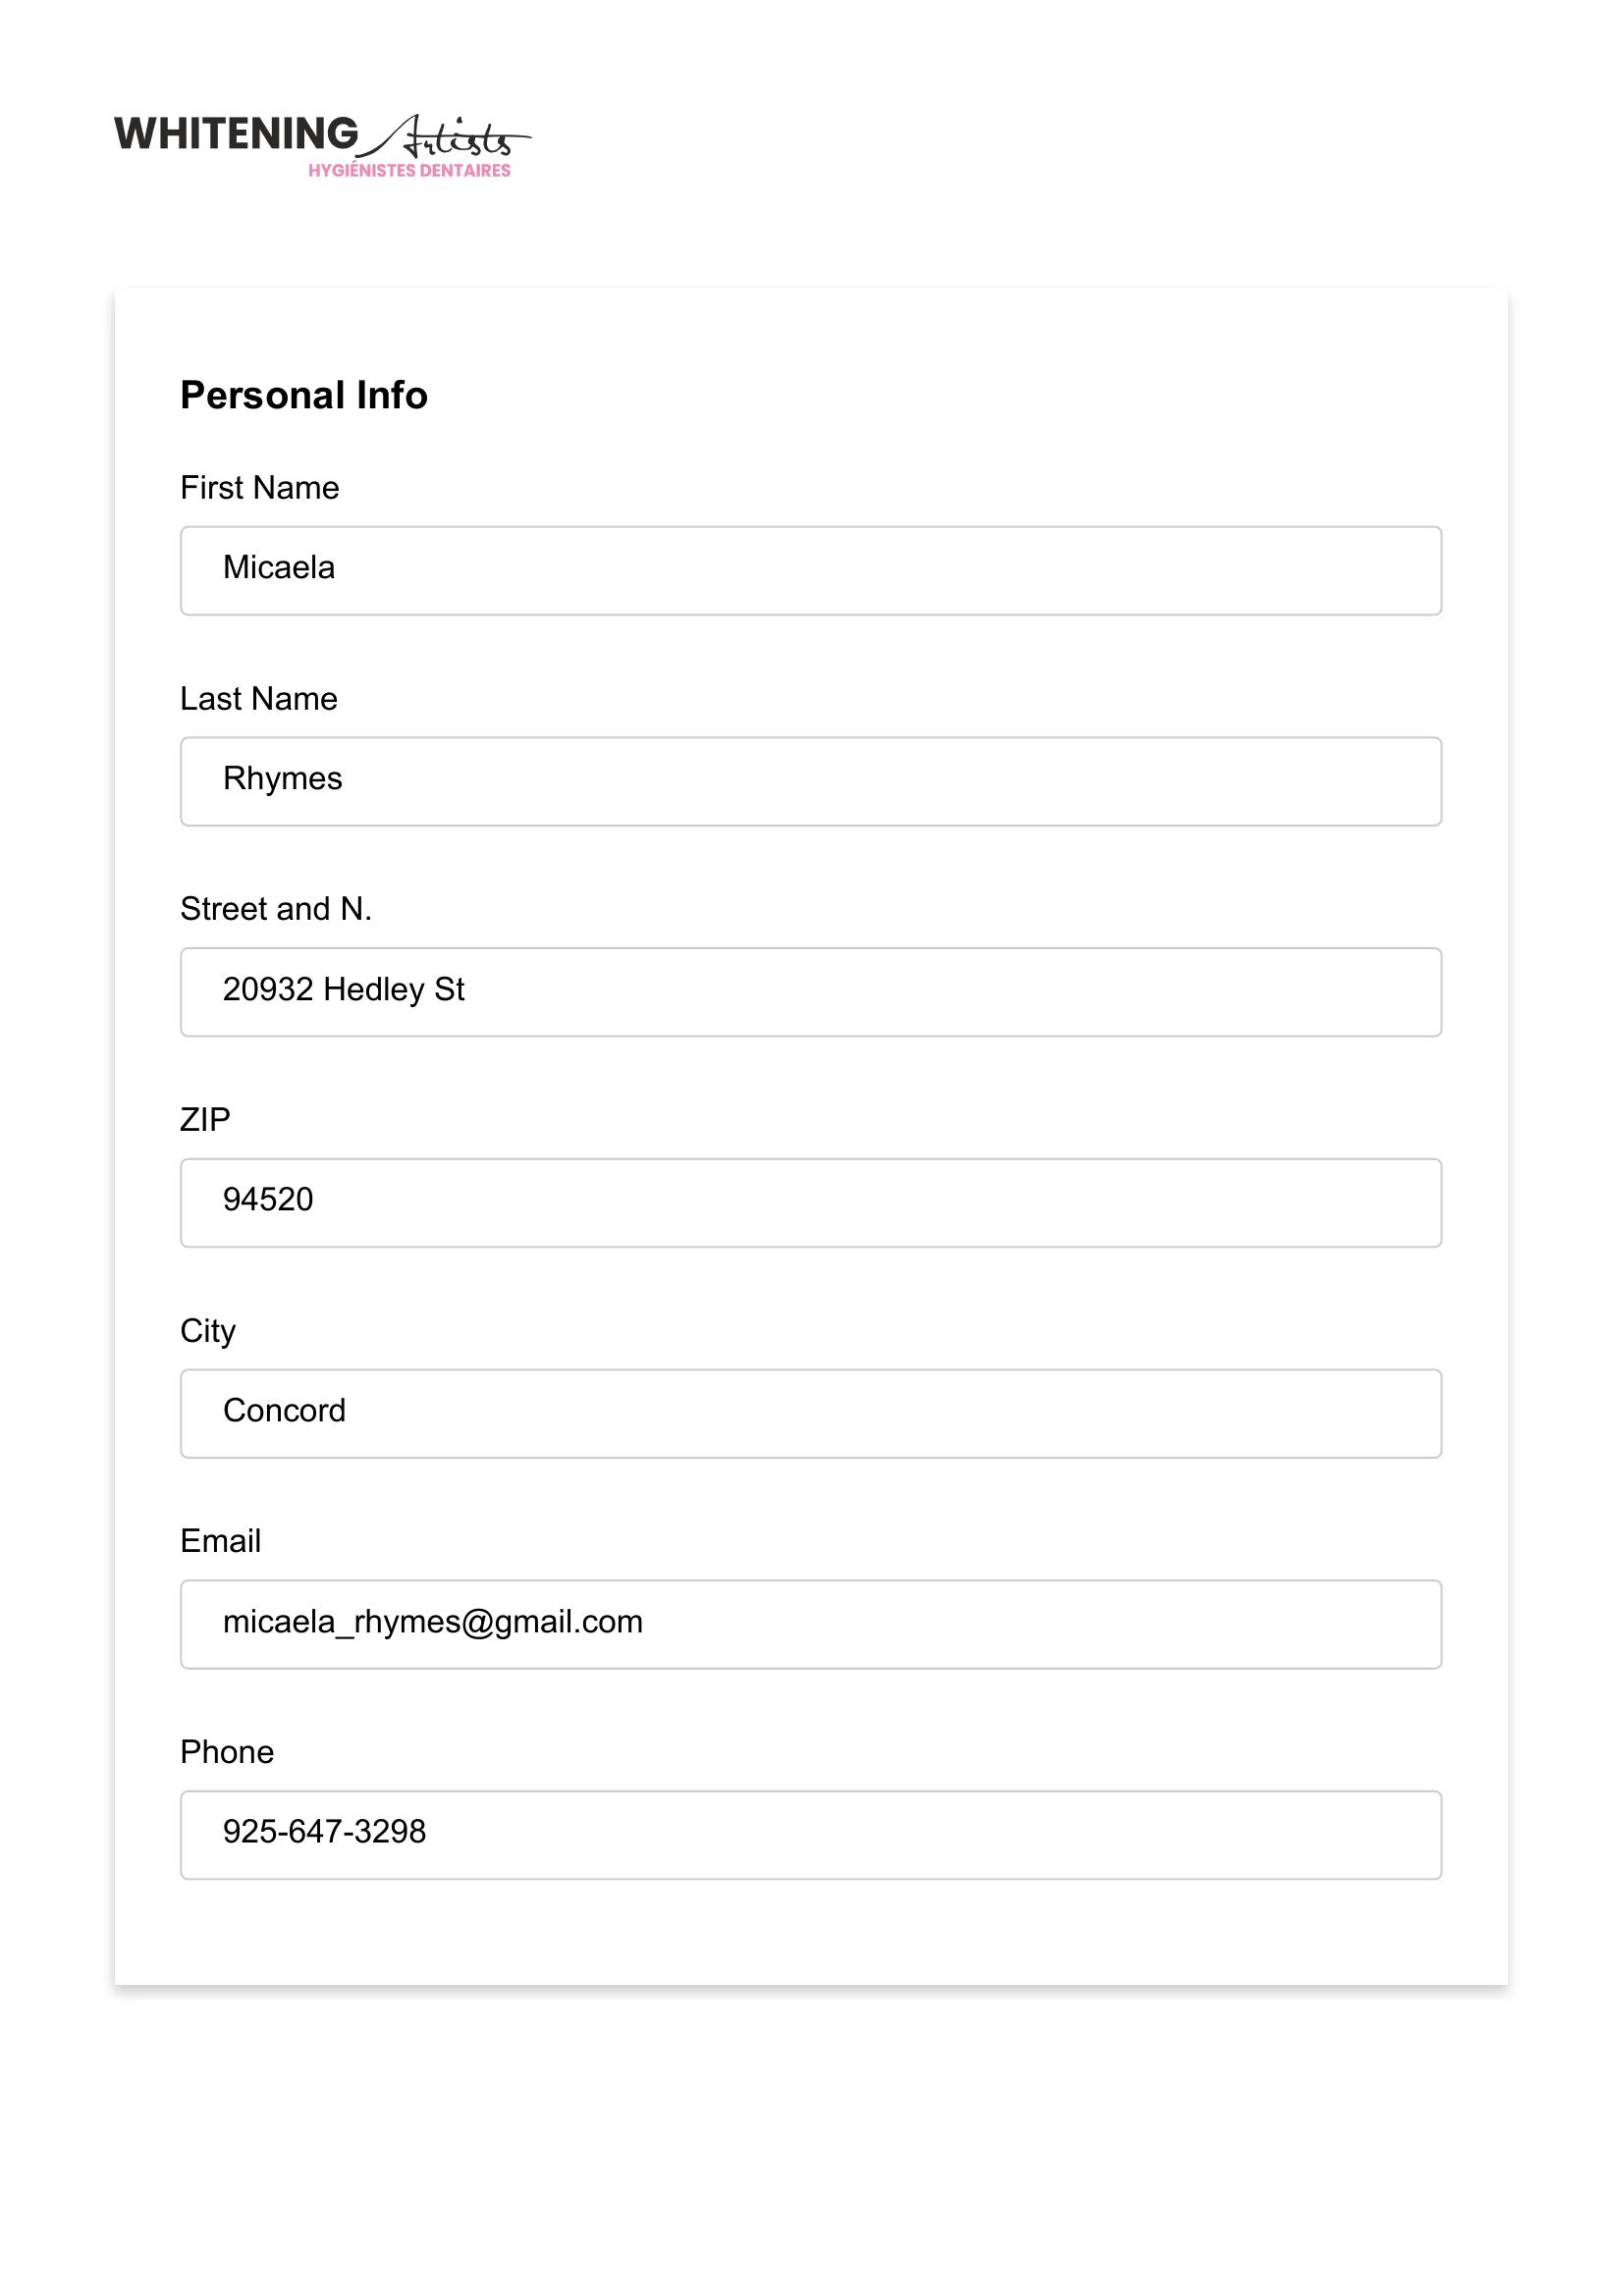 WHITENING Artists
HYGIÉNISTES DENTAIRES
Personal Info
First Name
Micaela
Last Name
Rhymes
Street and N.
20932 Hedley St
ZIP
94520
City
Concord
Email
micaela_rhymes@gmail.com
Phone
925-647-3298